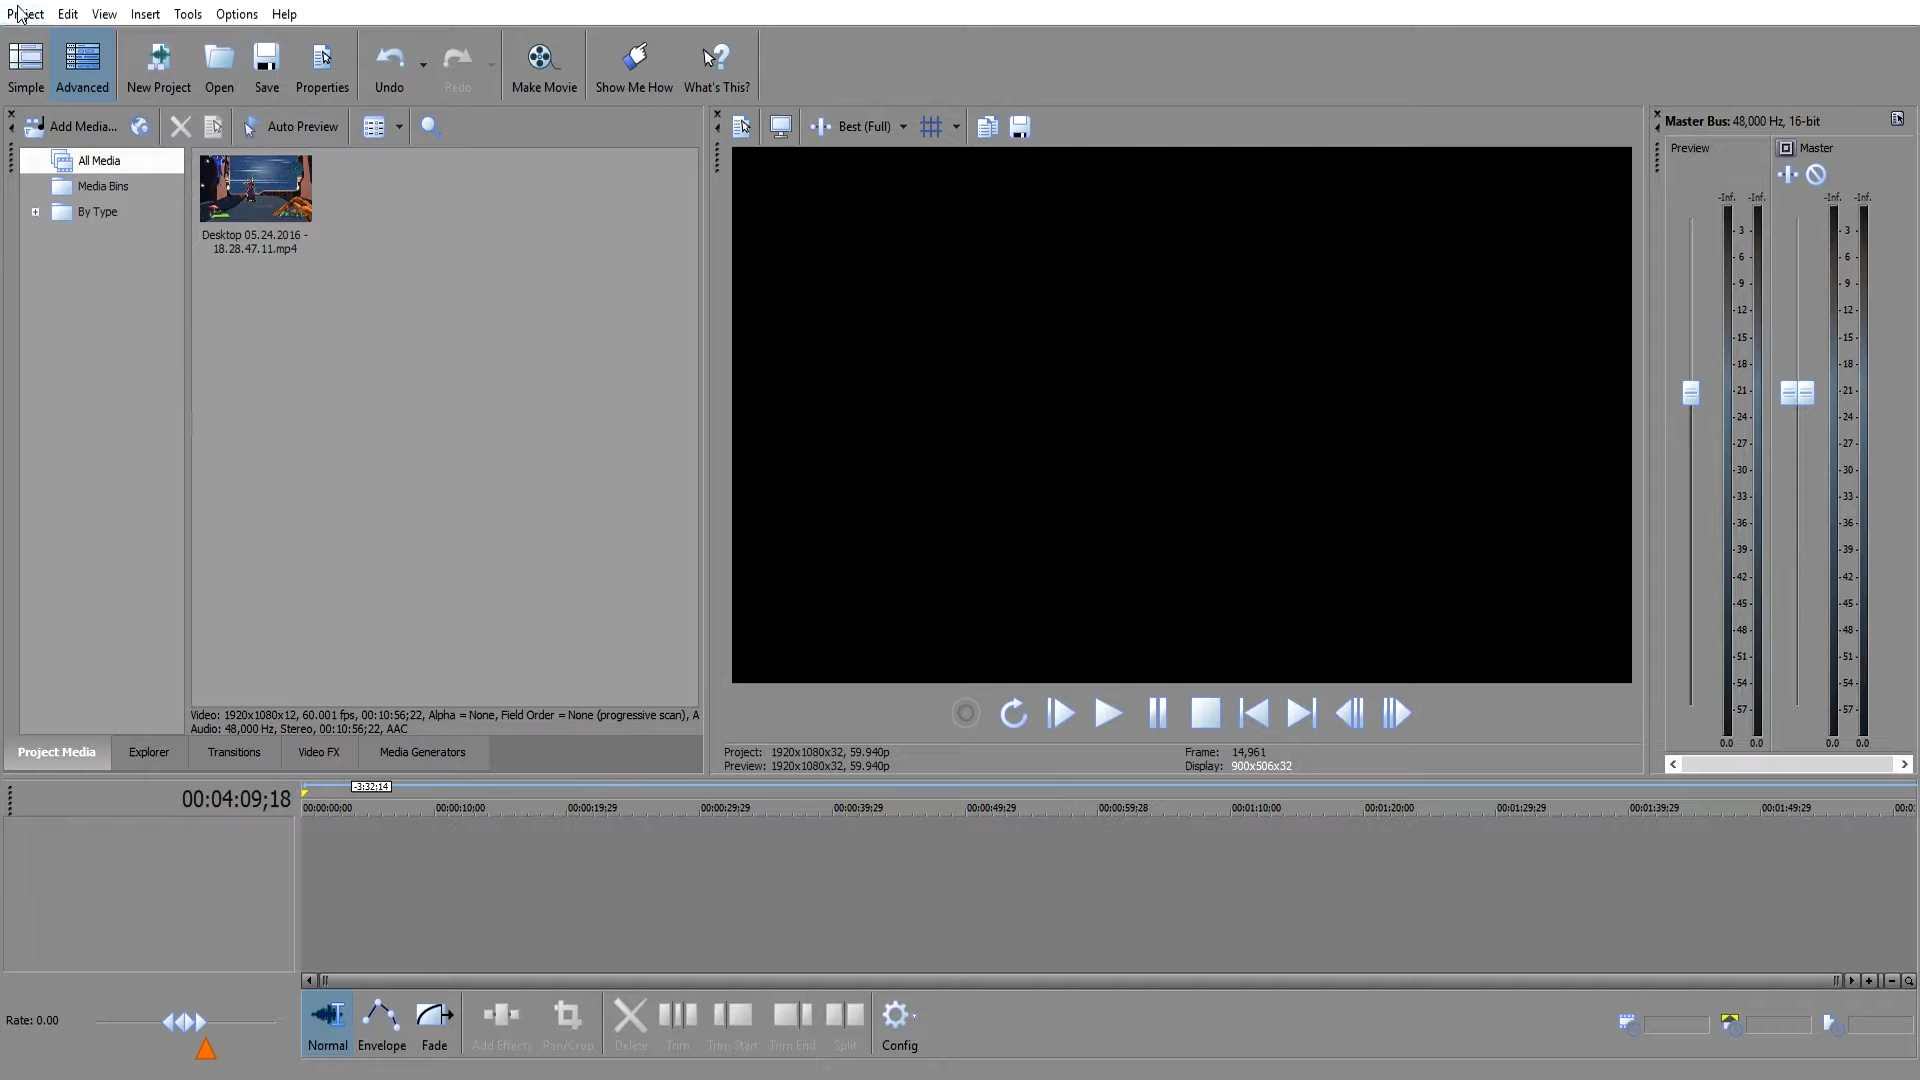 Project Edit View Insert Tools Options Help
Simple Advanced New Project Open Save Properties Undo Redo Make Movie Show Me How What's This?
Add Media... Auto Preview
All Media
Media Bins
By Type
Desktop 05.24.2016 -
18.28.47.11.mp4
Video: 1920x1080x12, 60.001 fps, 00:10:56;22, Alpha = None, Field Order = None (progressive scan), A
Audio: 48,000 Hz, Stereo, 00:10:56;22, AAC
Project Media Explorer Transitions Video FX Media Generators
Best (Full)
Project: 1920x1080x32, 59.940p
Preview: 1920x1080x32, 59.940p
Frame: 14,961
Display: 900x506x32
Master Bus: 48,000 Hz, 16-bit
Preview Master
-Inf. -Inf. -Inf. -Inf.
3 3
6 6
9 9
12 12
15 15
18 18
21 21
24 24
27 27
30 30
33 33
36 36
39 39
42 42
45 45
48 48
51 51
54 54
57 57
0.0 0.0 0.0 0.0
00:04:09;18
-3:32;14
00:00:00;00 00:00:10;00 00:00:19;29 00:00:29;29 00:00:39;29 00:00:49;29 00:00:59;28 00:01:10;00 00:01:20;00 00:01:29;29 00:01:39;29 00:01:49;29 00:0
Rate: 0.00
Normal Envelope Fade Add Effects Pan/Crop Delete Trim Trim Start Trim End Split Config